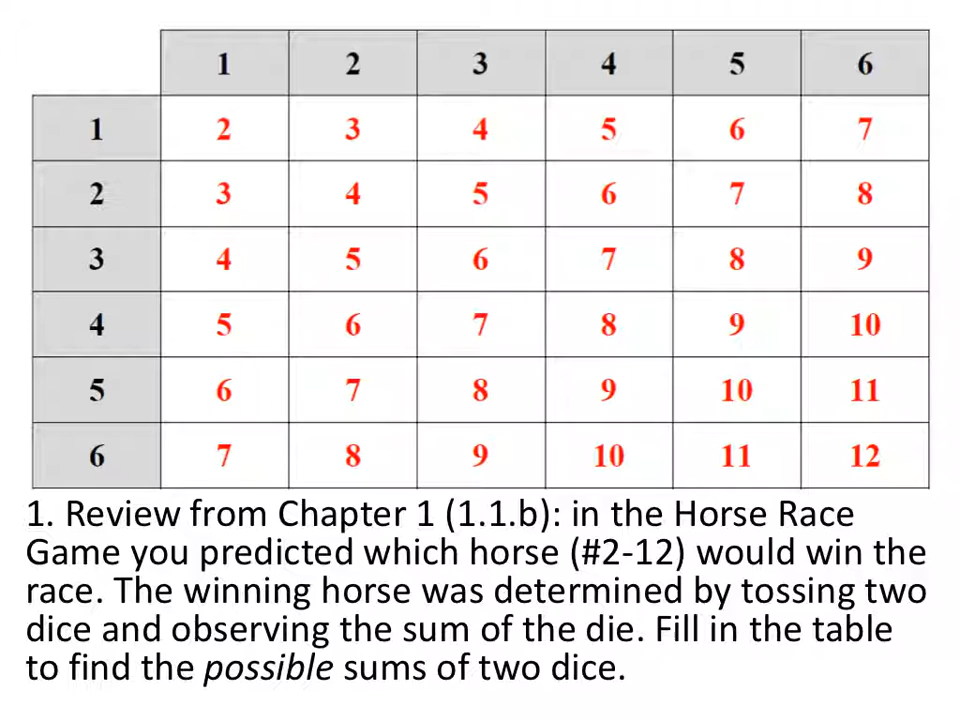 1 2 3 4 5 6
1 2 3 4 5 6 7
2 3 4 5 6 7 8
3 4 5 6 7 8 9
4 5 6 7 8 9 10
5 6 7 8 9 10 11
6 7 8 9 10 11 12
1. Review from Chapter 1 (1.1.b): in the Horse Race
Game you predicted which horse (#2-12) would win the
race. The winning horse was determined by tossing two
dice and observing the sum of the die. Fill in the table
to find the possible sums of two dice.